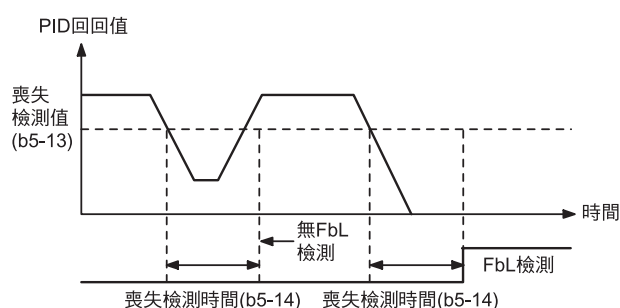 PID回回值
喪失
檢測值
(b5-13)
時間
無FbL
檢測
FbL檢測
喪失檢測時間(b5-14)
喪失檢測時間(b5-14)